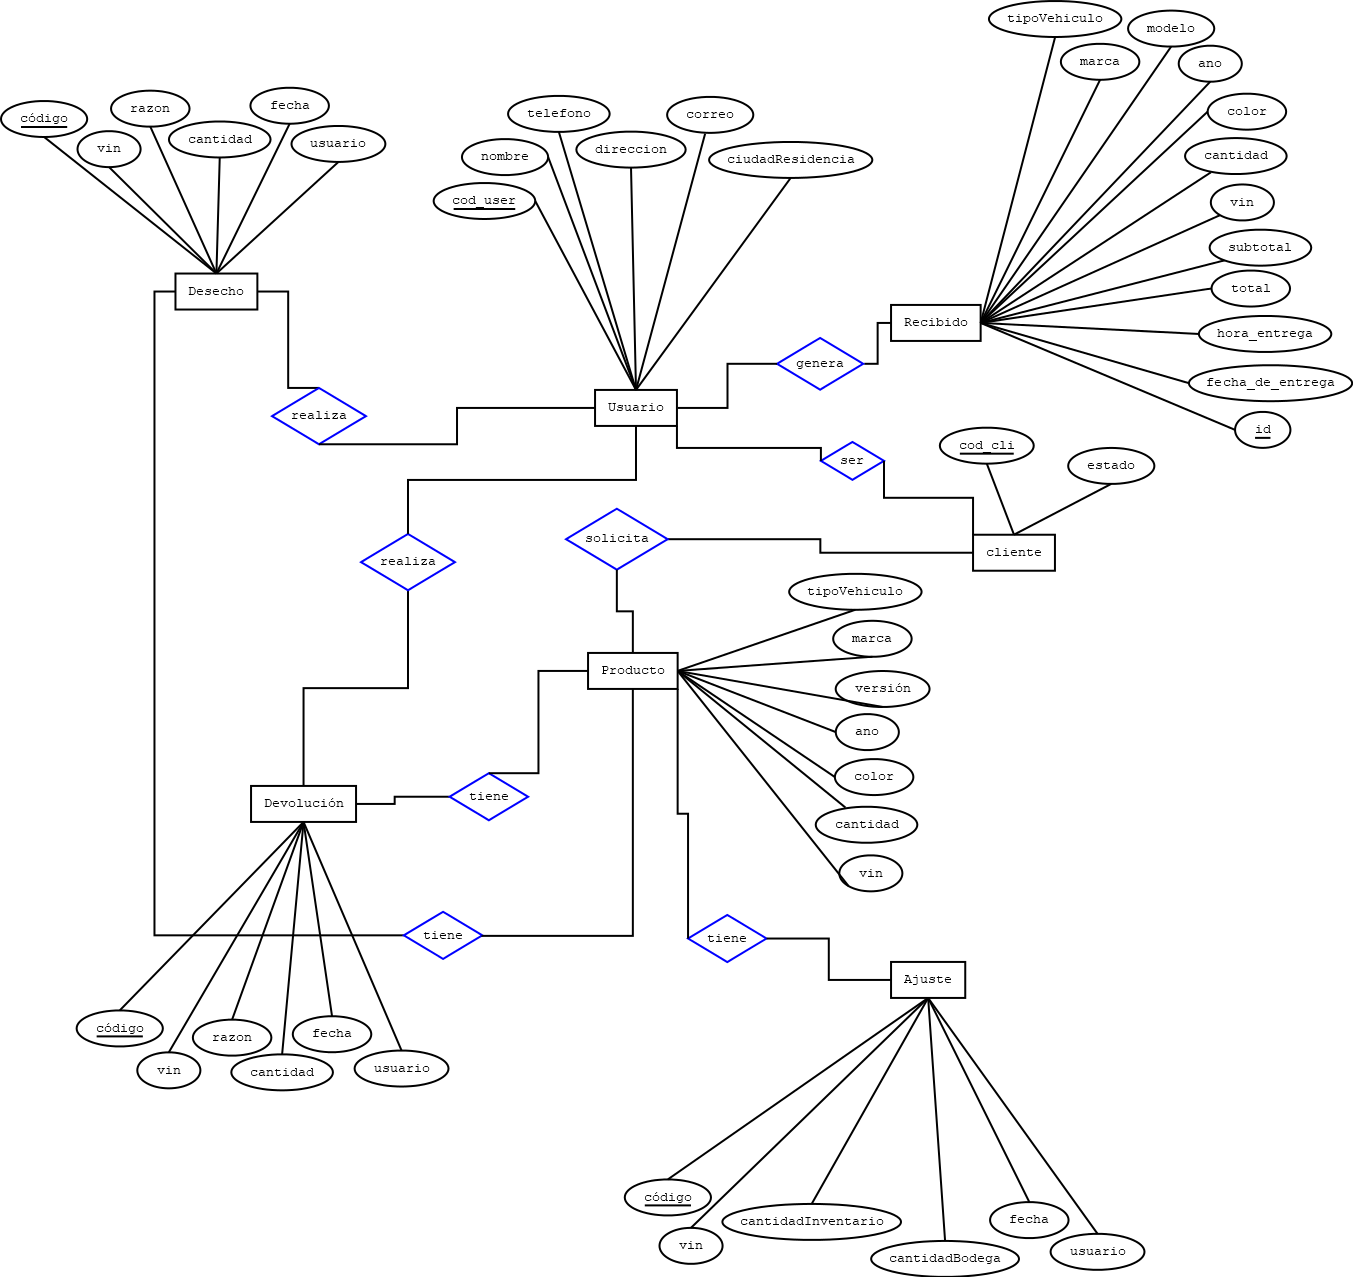 tipoVehiculo
modelo
marca
ano
código
razon
fecha
cantidad
usuario
vin
telefono
correo
nombre
direccion
ciudadResidencia
cod_user
color
cantidad
vin
subtotal
total
hora_entrega
fecha_de_entrega
id
Desecho
Recibido
genera
realiza
Usuario
ser
cod_cli
estado
solicita
cliente
realiza
tipoVehiculo
marca
Producto
versión
ano
color
cantidad
vin
tiene
Devolución
tiene
tiene
Ajuste
código
razon
fecha
vin
cantidad
usuario
código
cantidadInventario
fecha
vin
cantidadBodega
usuario